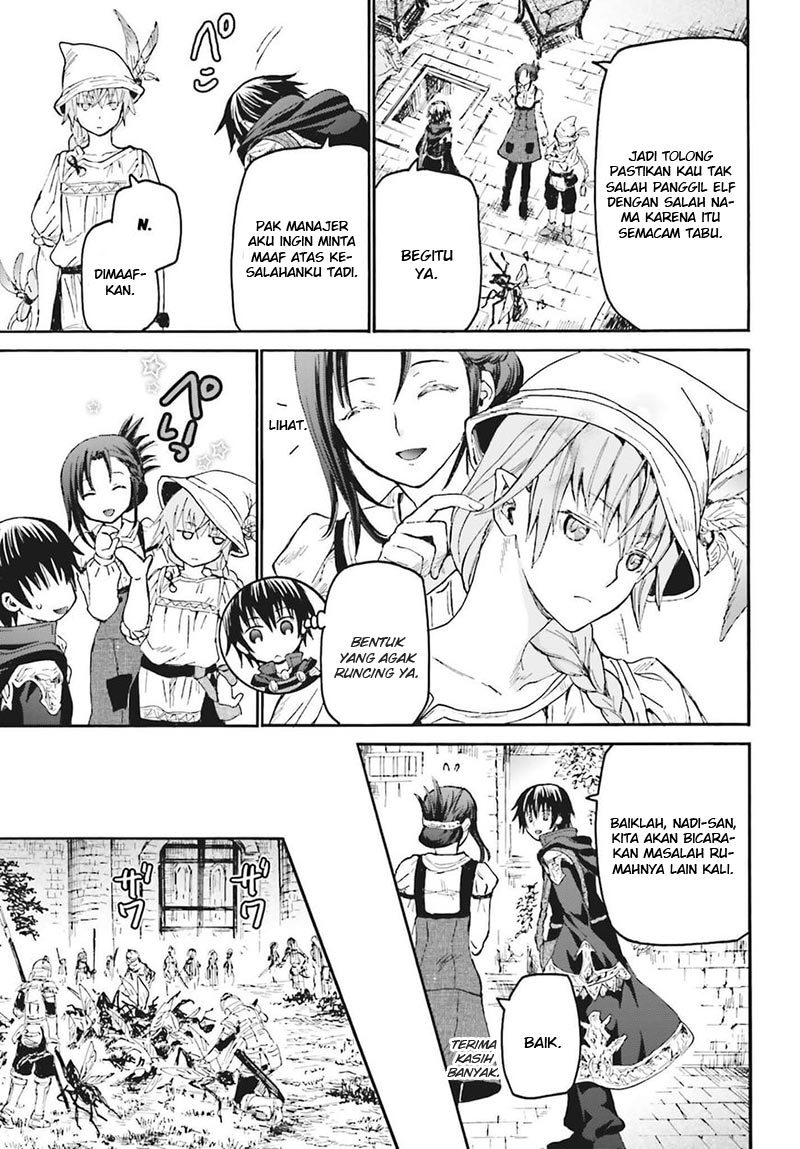 JADI TOLONG
PASTIKAN KAU TAK
SALAH PANGGIL ELF
DENGAN SALAH NA-
MA KARENA ITU
SEMACAM TABU.
BEGITU
YA.
PAK MANAJER
AKU INGIN MINTA
MAAF ATAS KE-
SALAHANKU TADI.
ペこ
N.
DIMAAF-
KAN.
LIHAT.
BENTUK
YANG AGAK
RUNCING YA.
ぺらっ!
BAIKLAH, NADI-SAN,
KITA AKAN BICARA-
KAN MASALAH RU-
MAHNYA LAIN KALI.
BAIK.
TERIMA
KASIH
BANYAK.
ザワ
ザワ